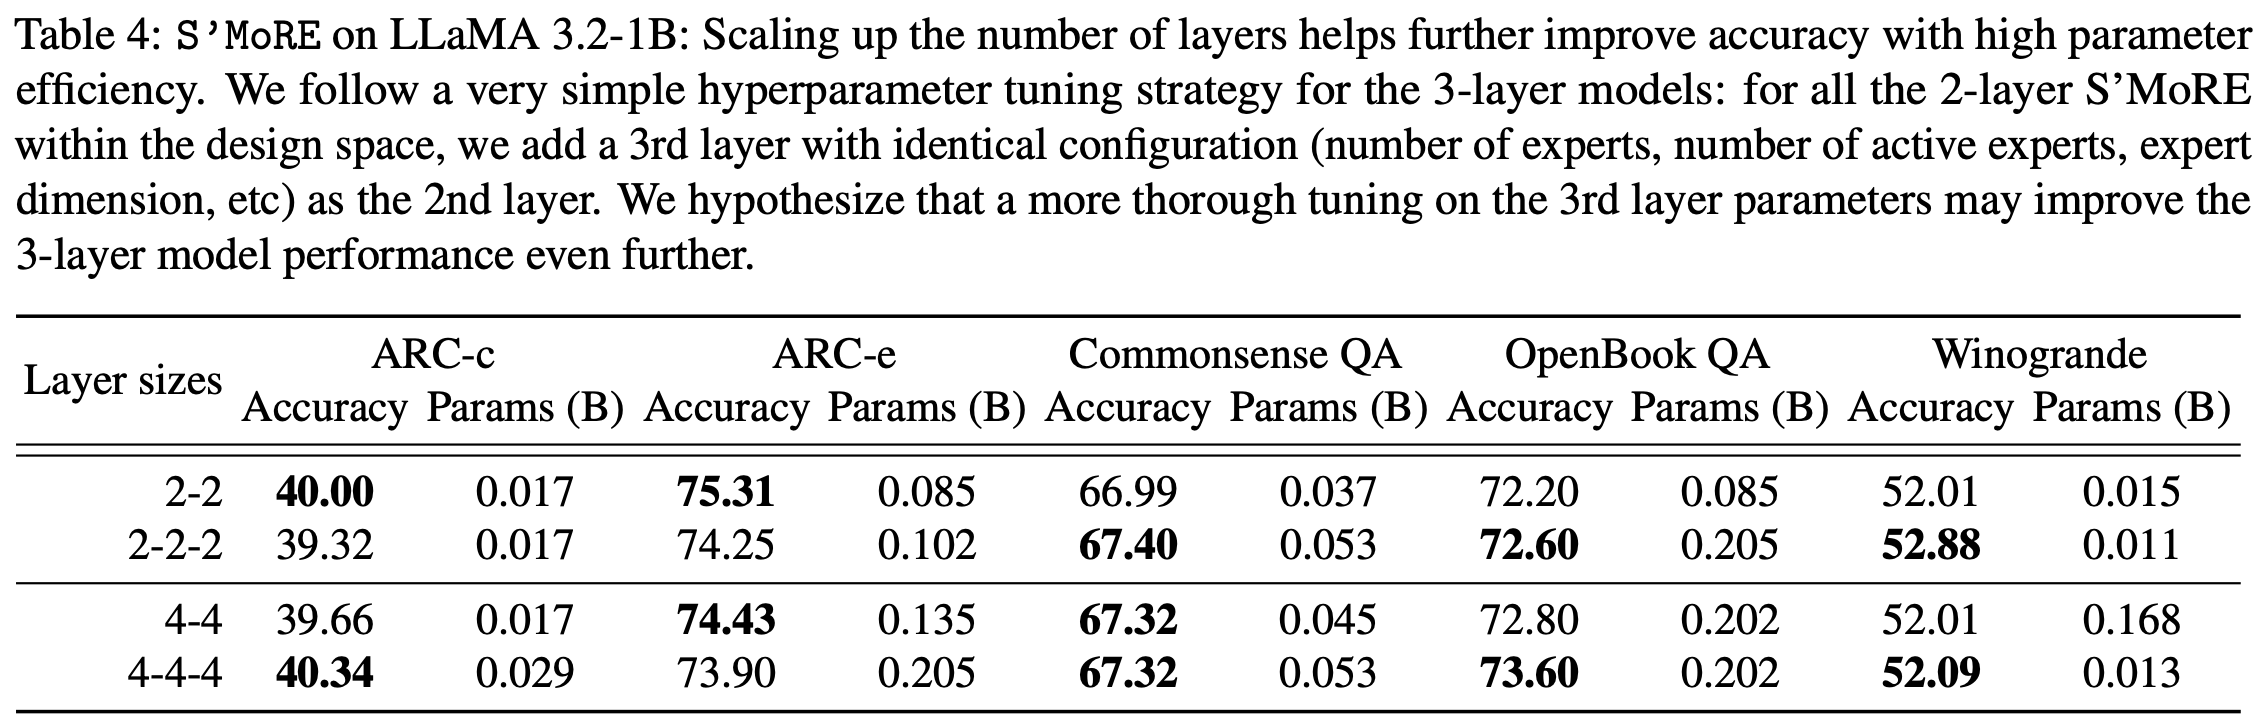 Table 4: S'MoRE on LLaMA 3.2-1B: Scaling up the number of layers helps further improve accuracy with high parameter
efficiency. We follow a very simple hyperparameter tuning strategy for the 3-layer models: for all the 2-layer S'MoRE
within the design space, we add a 3rd layer with identical configuration (number of experts, number of active experts, expert
dimension, etc) as the 2nd layer. We hypothesize that a more thorough tuning on the 3rd layer parameters may improve the
3-layer model performance even further.
Layer sizes ARC-c ARC-e Commonsense QA OpenBook QA Winogrande
Accuracy Params (B) Accuracy Params (B) Accuracy Params (B) Accuracy Params (B) Accuracy Params (B)
2-2 40.00 0.017 75.31 0.085 66.99 0.037 72.20 0.085 52.01 0.015
2-2-2 39.32 0.017 74.25 0.102 67.40 0.053 72.60 0.205 52.88 0.011
4-4 39.66 0.017 74.43 0.135 67.32 0.045 72.80 0.202 52.01 0.168
4-4-4 40.34 0.029 73.90 0.205 67.32 0.053 73.60 0.202 52.09 0.013